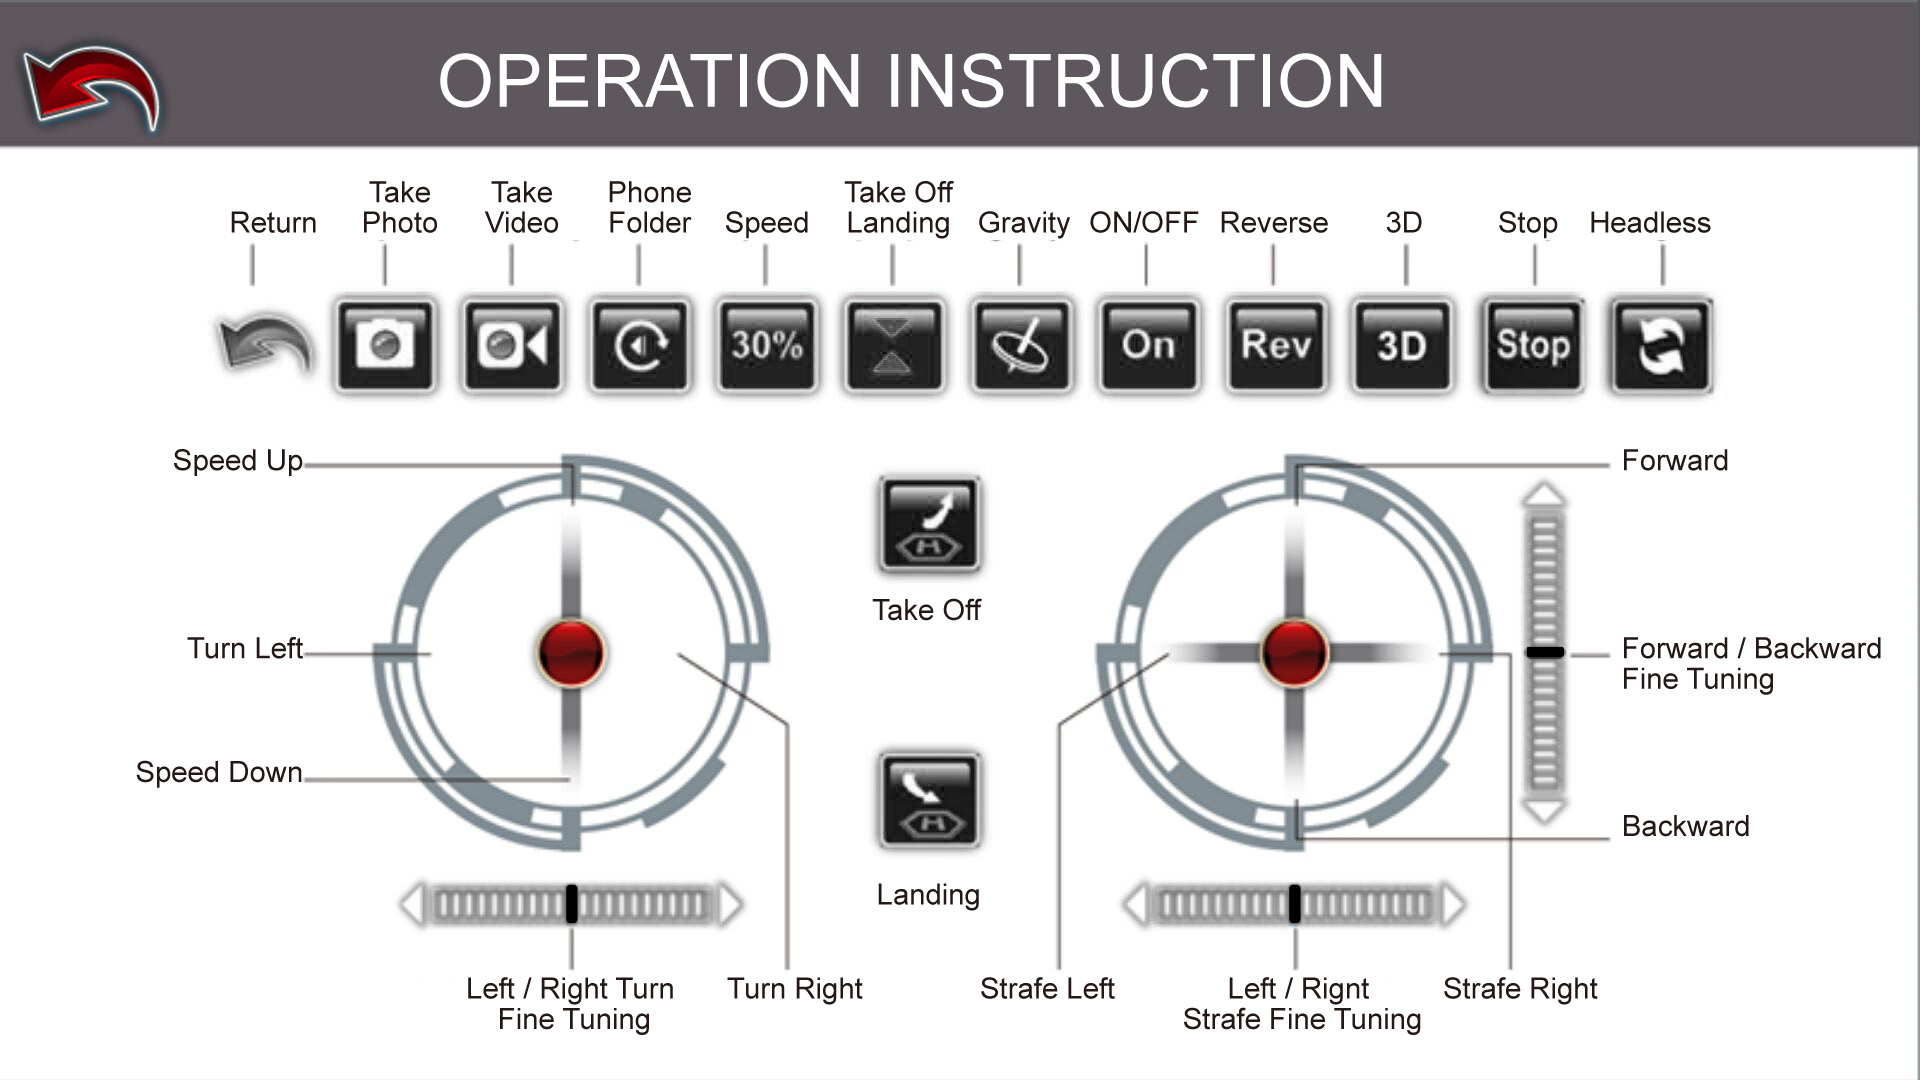 OPERATION INSTRUCTION
Take
Photo
Take
Video
Phone
Folder
Take Off
Landing
Return
Speed
Gravity
ON/OFF
Reverse
3D
Stop
Headless
30%
On
Rev
3D
Stop
Speed Up
Forward
H
Take Off
Turn Left
Forward / Backward
Fine Tuning
Speed Down
H
Backward
Landing
Left / Right Turn
Fine Tuning
Turn Right
Strafe Left
Left / Rignt
Strafe Fine Tuning
Strafe Right